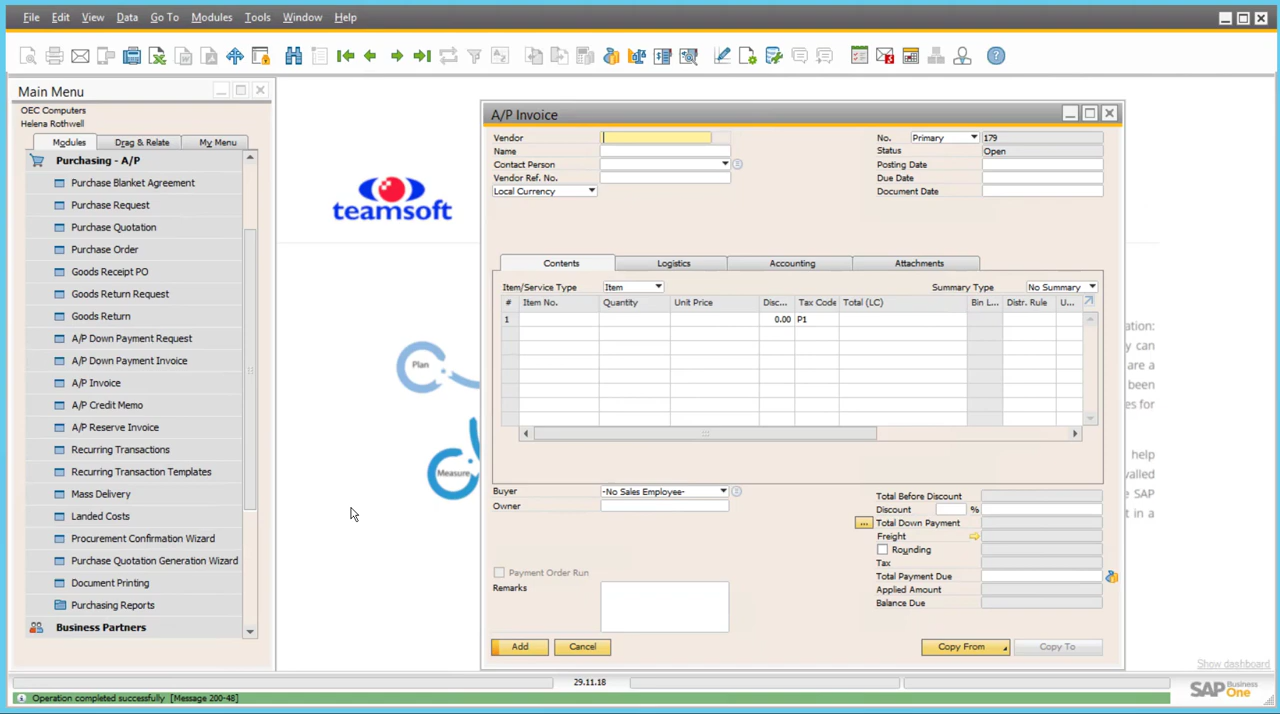 File Edit View Data Go To Modules Tools Window Help
Main Menu
OEC Computers
Helena Rothwell
Modules Drag & Relate My Menu
Purchasing - A/P
Purchase Blanket Agreement
Purchase Request
Purchase Quotation
Purchase Order
Goods Receipt PO
Goods Return Request
Goods Return
A/P Down Payment Request
A/P Down Payment Invoice
A/P Invoice
A/P Credit Memo
A/P Reserve Invoice
Recurring Transactions
Recurring Transaction Templates
Mass Delivery
Landed Costs
Procurement Confirmation Wizard
Purchase Quotation Generation Wizard
Document Printing
Purchasing Reports
Business Partners
teamsoft
Plan
Measure
A/P Invoice
Vendor
Name
Contact Person
Vendor Ref. No.
Local Currency
No. Primary 179
Status Open
Posting Date
Due Date
Document Date
Contents Logistics Accounting Attachments
Item/Service Type Item Summary Type No Summary
# Item No. Quantity Unit Price Disc... Tax Code Total (LC) Bin L... Distr. Rule U...
1 0.00 P1
Buyer -No Sales Employee-
Owner
Payment Order Run
Remarks
Total Before Discount
Discount %
... Total Down Payment
Freight
Rounding
Tax
Total Payment Due
Applied Amount
Balance Due
Add Cancel Copy From Copy To
ation:
y can
are a
been
es for
help
valled
e SAP
t in a
Show dashboard
29.11.18
Operation completed successfully [Message 200-48]
SAP Business One